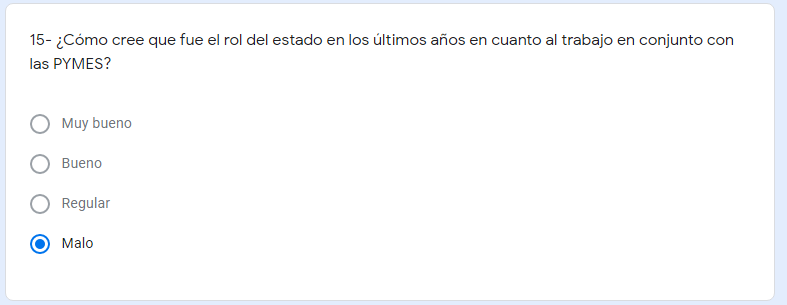 15- ¿Cómo cree que fue el rol del estado en los últimos años en cuanto al trabajo en conjunto con
las PYMES?
Muy bueno
Bueno
Regular
Malo